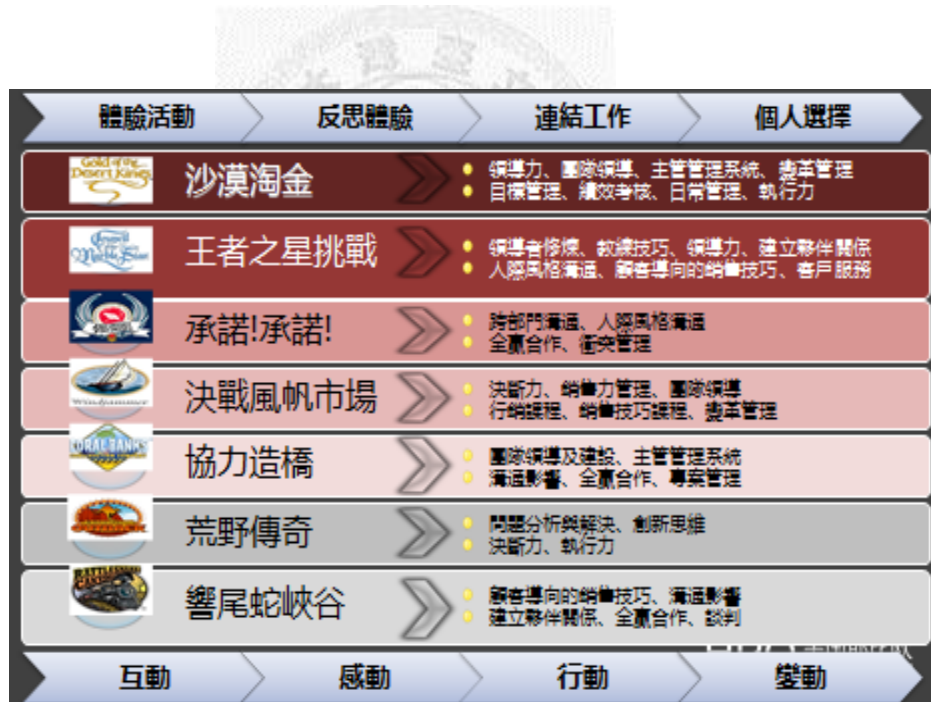 體驗活動 反思體驗 連結工作 個人選擇
Gold of the
Desert Kings
沙漠淘金
領導力、團隊領導、主管管理系統、變革管理
目標管理、績效考核、日常管理、執行力
王者之星挑戰
領導者修煉、教練技巧、領導力、建立夥伴關係
人際風格溝通、顧客導向的銷售技巧、客戶服務
承諾!承諾!
跨部門溝通、人際風格溝通
全贏合作、衝突管理
Windjammer
決戰風帆市場
決斷力、銷售力管理、團隊領導
行銷課程、銷售技巧課程、變革管理
協力造橋
團隊領導及建設、主管管理系統
溝通影響、全贏合作、專案管理
荒野傳奇
問題分析與解決、創新思維
決斷力、執行力
響尾蛇峽谷
顧客導向的銷售技巧、溝通影響
建立夥伴關係、全贏合作、談判
互動 感動 行動 變動